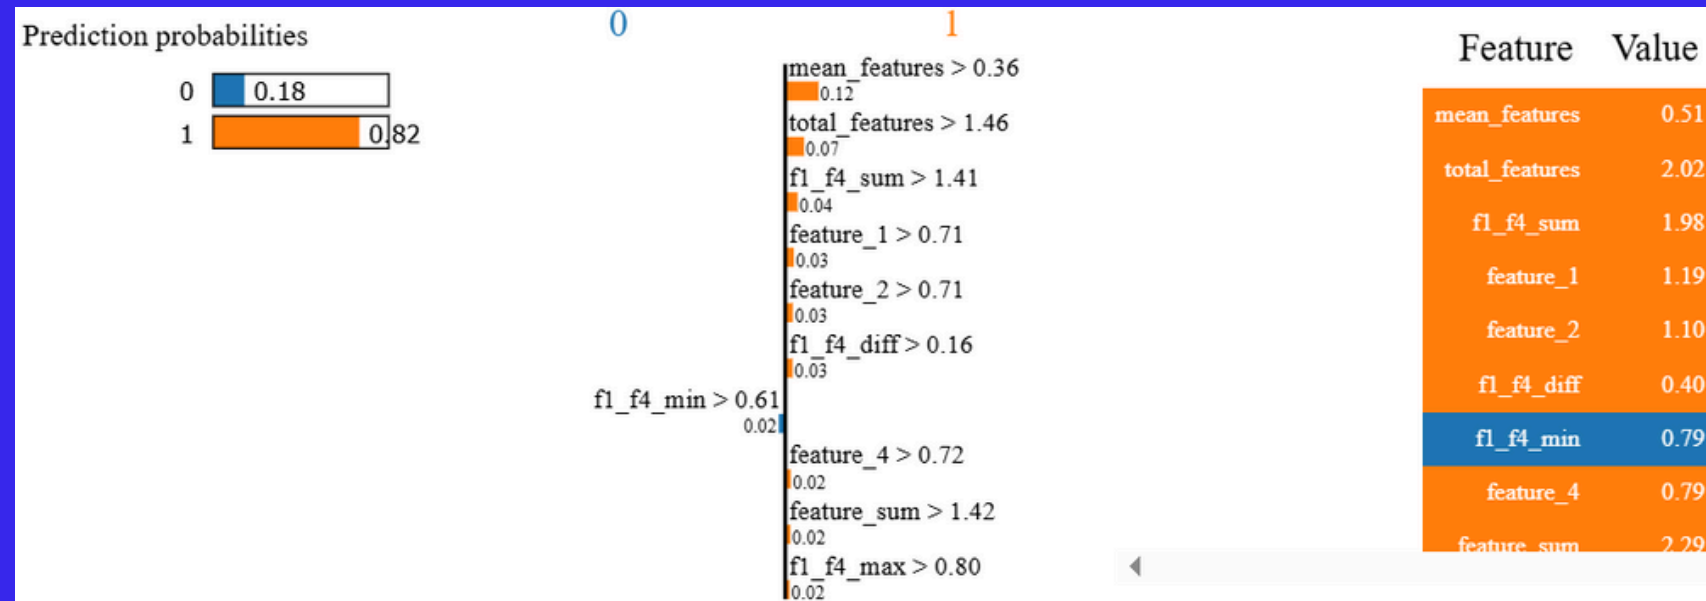 Prediction probabilities
0 0.18
1 0.82
0 1
mean_features > 0.36
0.12
total_features > 1.46
0.07
f1_f4_sum > 1.41
0.04
feature_1 > 0.71
0.03
feature_2 > 0.71
0.03
f1_f4_diff > 0.16
0.03
f1_f4_min > 0.61
0.02
feature_4 > 0.72
0.02
feature_sum > 1.42
0.02
f1_f4_max > 0.80
0.02
Feature Value
mean_features 0.51
total_features 2.02
f1_f4_sum 1.98
feature_1 1.19
feature_2 1.10
f1_f4_diff 0.40
f1_f4_min 0.79
feature_4 0.79
feature_sum 2.29